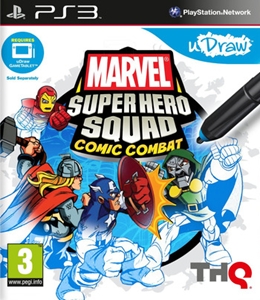 PS3
PlayStation Network
REQUIRES
uDraw
GAMETABLET
Sold Separately
uDraw
MARVEL
SUPER HERO
SQUAD
COMIC COMBAT
3
www.pegi.info
THQ